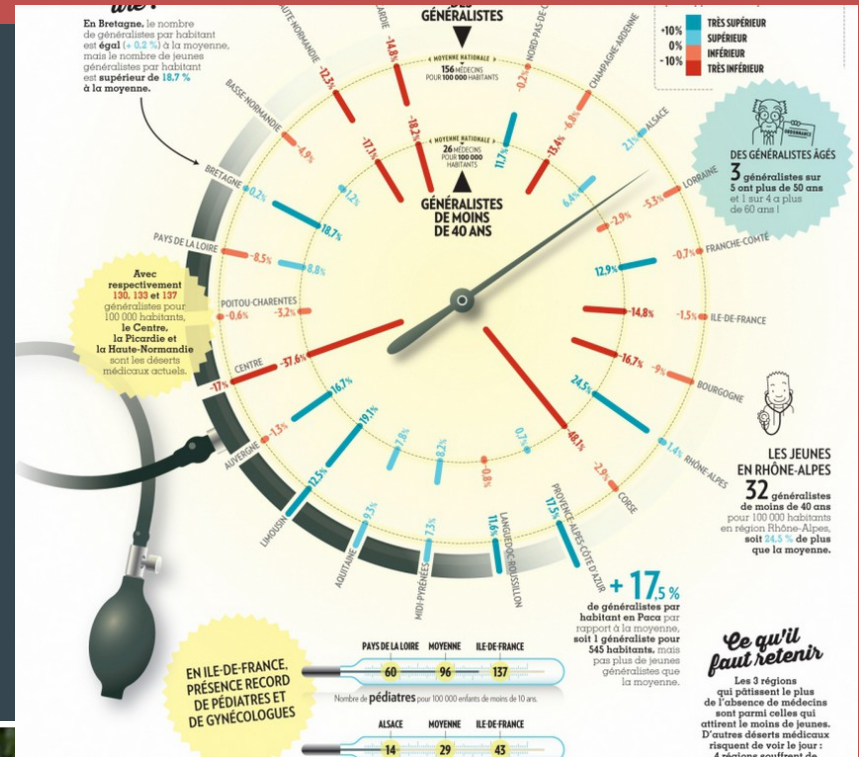 En Bretagne, le nombre
de généralistes par habitant
est égal (+ 0,2 %) à la moyenne,
mais le nombre de jeunes
généralistes par habitant
est supérieur de 18,7 %
à la moyenne.
GÉNÉRALISTES
MOYENNE NATIONALE
156 MÉDECINS
POUR 100 000 HABITANTS
MOYENNE NATIONALE
26 MÉDECINS
POUR 100 000
HABITANTS
GÉNÉRALISTES
DE MOINS
DE 40 ANS
+10%
0%
-10%
TRÈS SUPÉRIEUR
SUPÉRIEUR
INFÉRIEUR
TRÈS INFÉRIEUR
-14,8%
-18,2%
-0,2%
11,7%
CHAMPAGNE-ARDENNE
-6,8%
-13,4%
ALSACE
2,1%
6,4%
LORRAINE
-5,3%
-2,9%
FRANCHE-COMTÉ
-0,7%
12,9%
ILE-DE-FRANCE
-1,5%
-14,8%
BOURGOGNE
-9%
-16,7%
RHÔNE-ALPES
1,4%
24,5%
CORSE
-2,9%
-48,1%
PROVENCE-ALPES-CÔTE D'AZUR
17,5%
0,7%
LANGUEDOC-ROUSSILLON
11,6%
-0,8%
MIDI-PYRÉNÉES
7,3%
8,2%
AQUITAINE
9,3%
7,8%
LIMOUSIN
12,5%
19,1%
AUVERGNE
-1,3%
16,7%
CENTRE
-17%
-37,6%
POITOU-CHARENTES
-0,6%
-3,2%
PAYS DE LA LOIRE
-8,5%
8,8%
BRETAGNE
0,2%
18,7%
BASSE-NORMANDIE
-4,9%
1,2%
-12,3%
-17,1%
DES GÉNÉRALISTES ÂGÉS
3 généralistes sur
5 ont plus de 50 ans
et 1 sur 4 a plus
de 60 ans !
Avec
respectivement
130, 133 et 137
généralistes pour
100 000 habitants,
le Centre,
la Picardie et
la Haute-Normandie
sont les déserts
médicaux actuels.
LES JEUNES
EN RHÔNE-ALPES
32 généralistes
de moins de 40 ans
pour 100 000 habitants
en région Rhône-Alpes,
soit 24,5 % de plus
que la moyenne.
+ 17,5 %
de généralistes par
habitant en Paca par
rapport à la moyenne,
soit 1 généraliste pour
545 habitants, mais
pas plus de jeunes
généralistes que
la moyenne.
EN ILE-DE-FRANCE,
PRÉSENCE RECORD
DE PÉDIATRES ET
DE GYNÉCOLOGUES
PAYS DE LA LOIRE MOYENNE ILE-DE-FRANCE
60 96 137
Nombre de pédiatres pour 100 000 enfants de moins de 10 ans.
ALSACE MOYENNE ILE-DE-FRANCE
14 29 43
Ce qu'il
faut retenir
Les 3 régions
qui pâtissent le plus
de l'absence de médecins
sont parmi celles qui
attirent le moins de jeunes.
D'autres déserts médicaux
risquent de voir le jour :
4 régions souffrent de